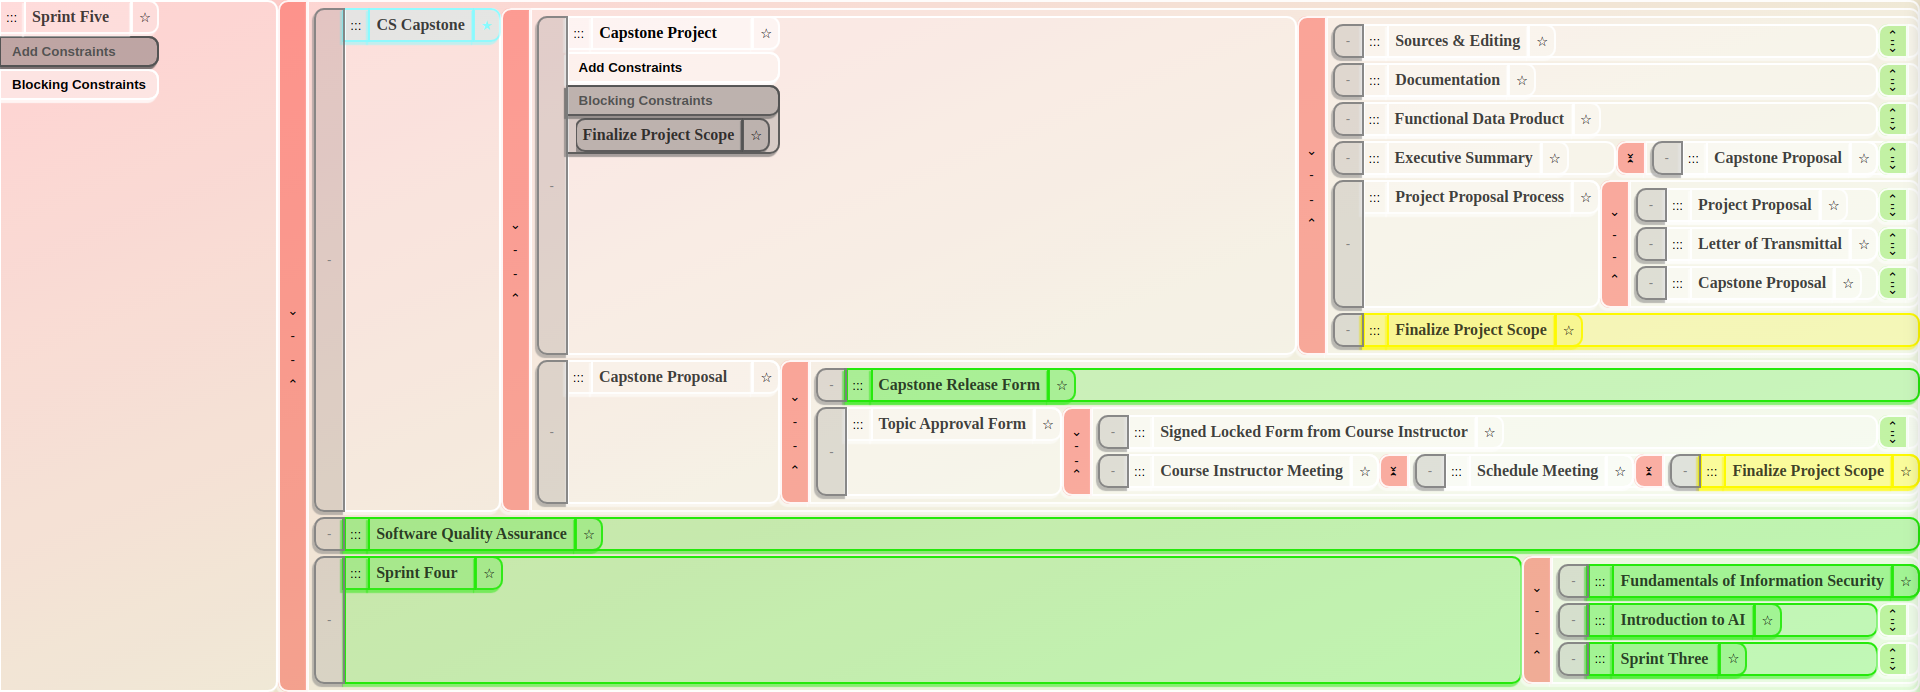 ::: Sprint Five ☆
Add Constraints
Blocking Constraints
::: CS Capstone ★
::: Capstone Project ☆
Add Constraints
Blocking Constraints
Finalize Project Scope ☆
- ::: Sources & Editing ☆
- ::: Documentation ☆
- ::: Functional Data Product ☆
- ::: Executive Summary ☆ - ::: Capstone Proposal ☆
- ::: Project Proposal Process ☆
- ::: Project Proposal ☆
- ::: Letter of Transmittal ☆
- ::: Capstone Proposal ☆
- ::: Finalize Project Scope ☆
- ::: Capstone Proposal ☆
- ::: Capstone Release Form ☆
- ::: Topic Approval Form ☆
- ::: Signed Locked Form from Course Instructor ☆
- ::: Course Instructor Meeting ☆ - ::: Schedule Meeting ☆ - ::: Finalize Project Scope ☆
- ::: Software Quality Assurance ☆
- ::: Sprint Four ☆
- ::: Fundamentals of Information Security ☆
- ::: Introduction to AI ☆
- ::: Sprint Three ☆